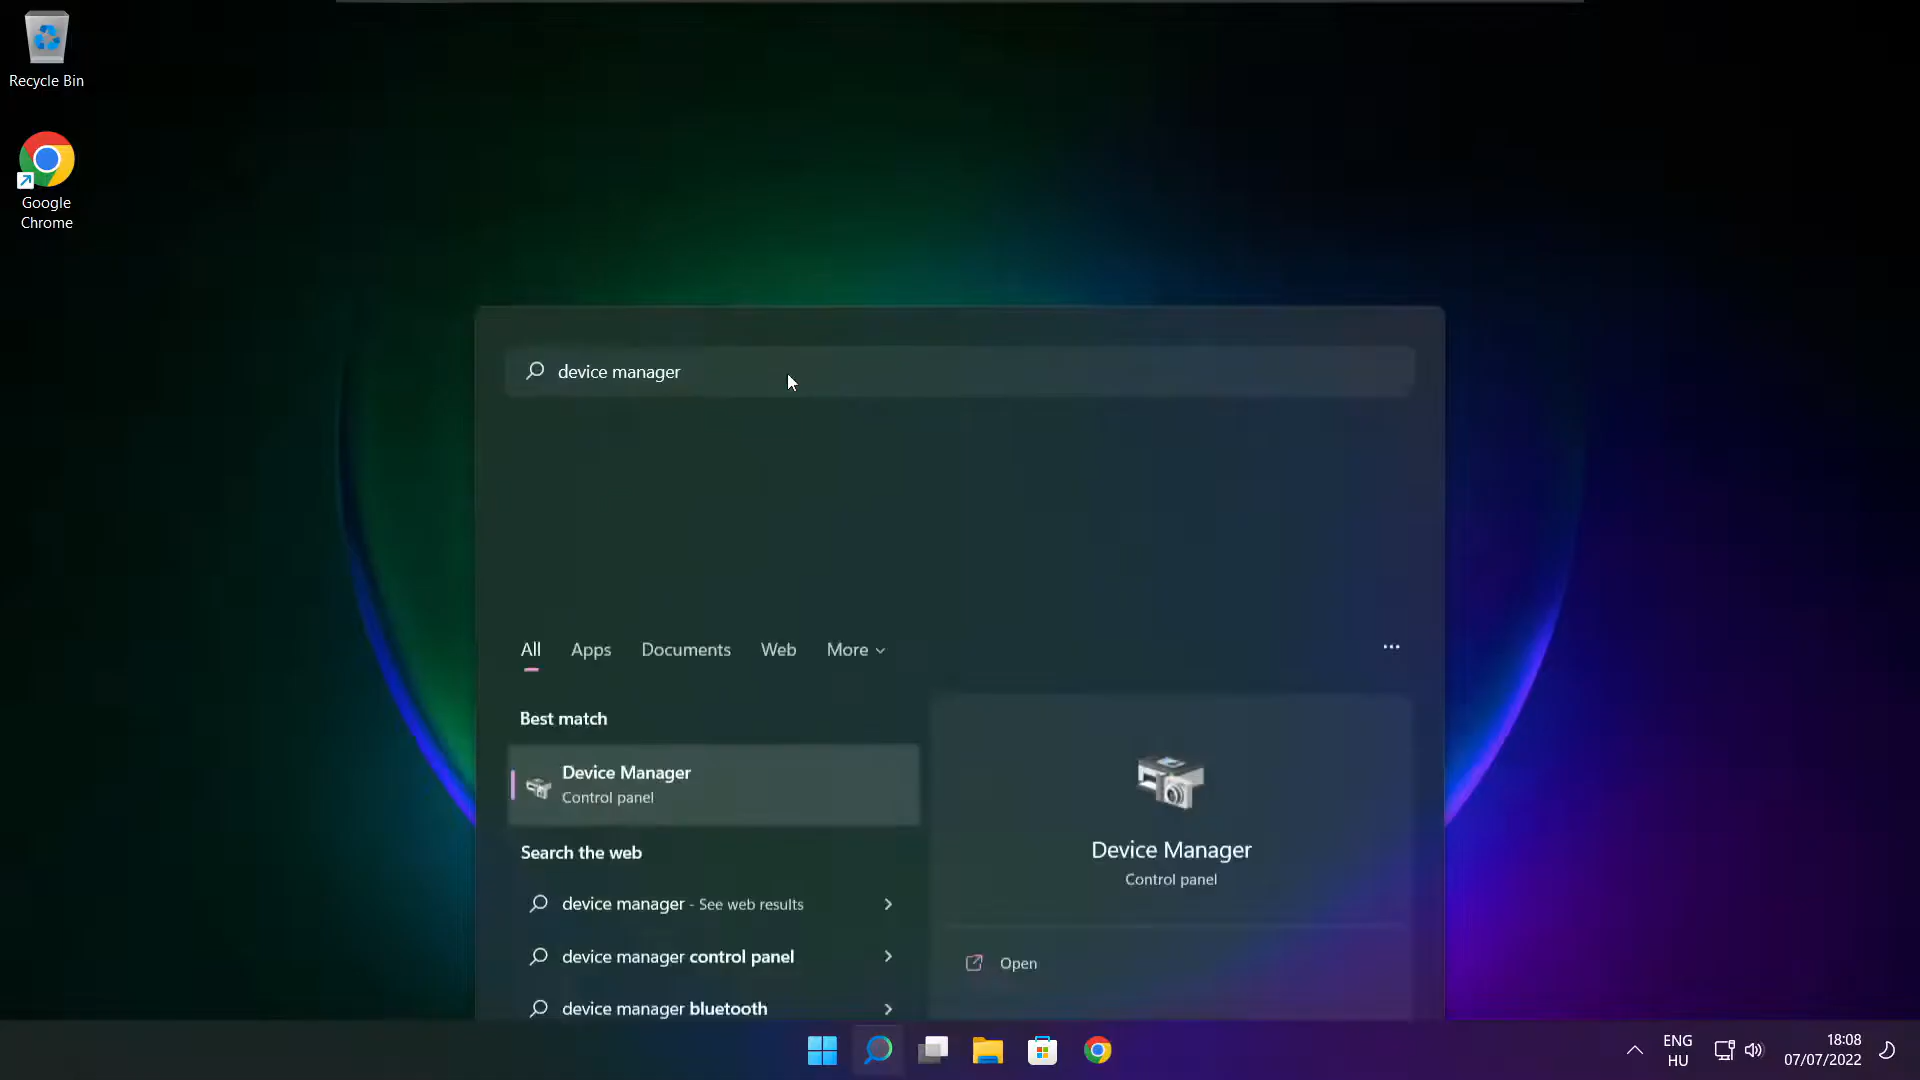 Recycle Bin
Google
Chrome
device manager
All Apps Documents Web More
Best match
Device Manager
Control panel
Search the web
device manager - See web results
device manager control panel
device manager bluetooth
Device Manager
Control panel
Open
ENG
HU
18:08
07/07/2022